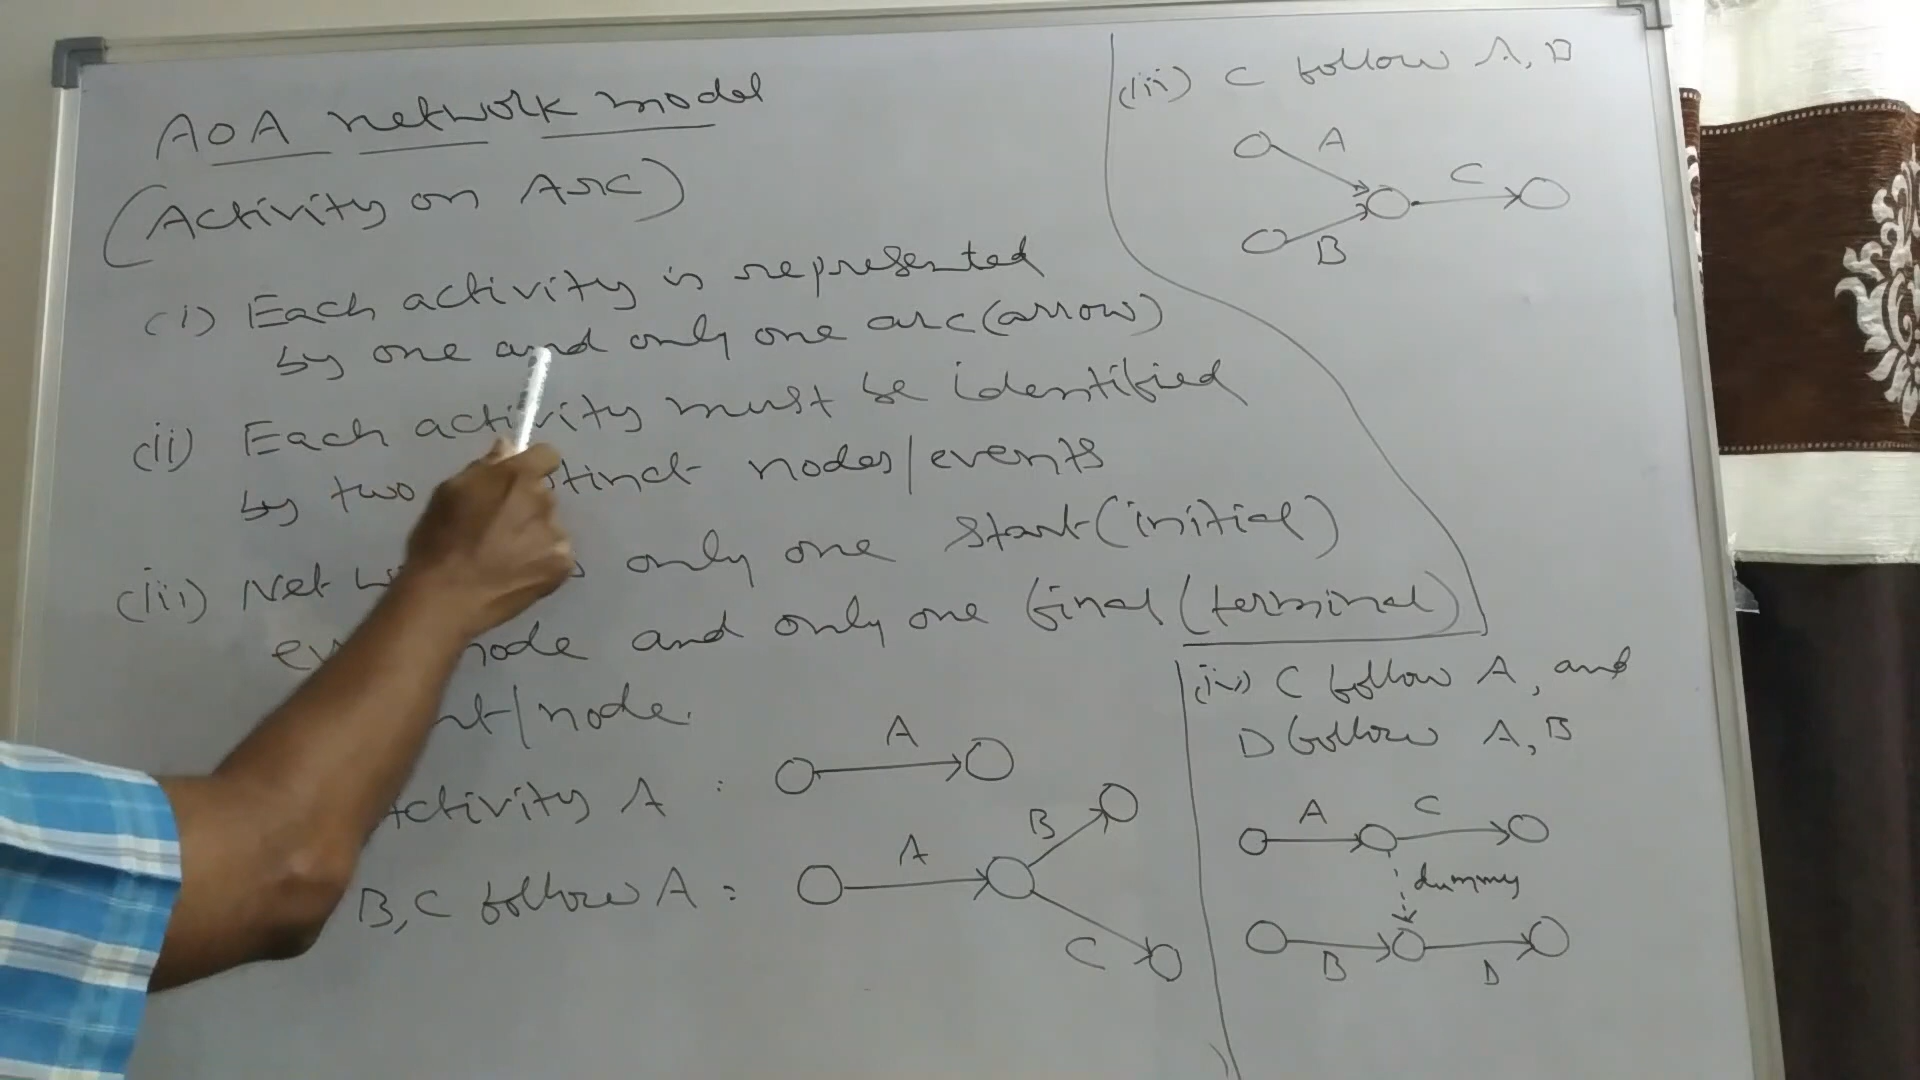 AOA network model
(Activity on Arc)
(i) Each activity is represented
by one and only one arc (arrow)
(ii) Each activity must be identified
by two nodes/events
(iii) only one start (initial)
node and only one final (terminal)
/node.
Activity A :
A
B, C follow A :
A
B
C
(iii) C follow A, B
A
B
C
(iv) C follow A, and
D follow A, B
A
C
dummy
B
D